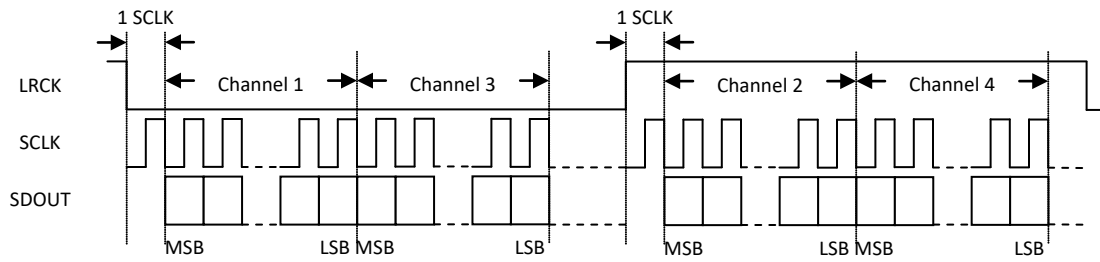 1 SCLK 1 SCLK
LRCK Channel 1 Channel 3 Channel 2 Channel 4
SCLK
SDOUT
MSB LSB MSB LSB MSB LSB MSB LSB